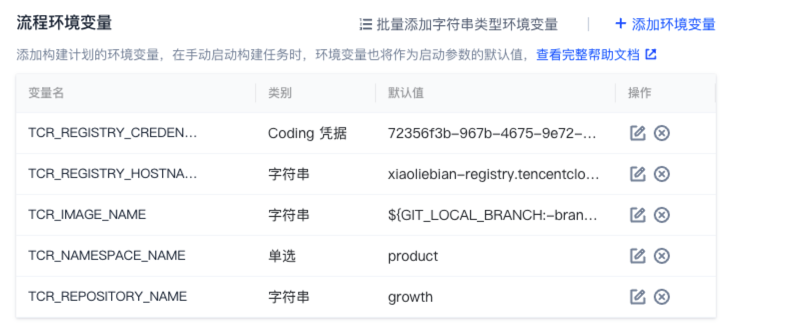 流程环境变量 批量添加字符串类型环境变量 | + 添加环境变量
添加构建计划的环境变量，在手动启动构建任务时，环境变量也将作为启动参数的默认值，查看完整帮助文档
变量名 类别 默认值 操作
TCR_REGISTRY_CREDEN... Coding 凭据 72356f3b-967b-4675-9e72-...
TCR_REGISTRY_HOSTNA... 字符串 xiaoliebian-registry.tencentclo...
TCR_IMAGE_NAME 字符串 ${GIT_LOCAL_BRANCH:-bran...
TCR_NAMESPACE_NAME 单选 product
TCR_REPOSITORY_NAME 字符串 growth